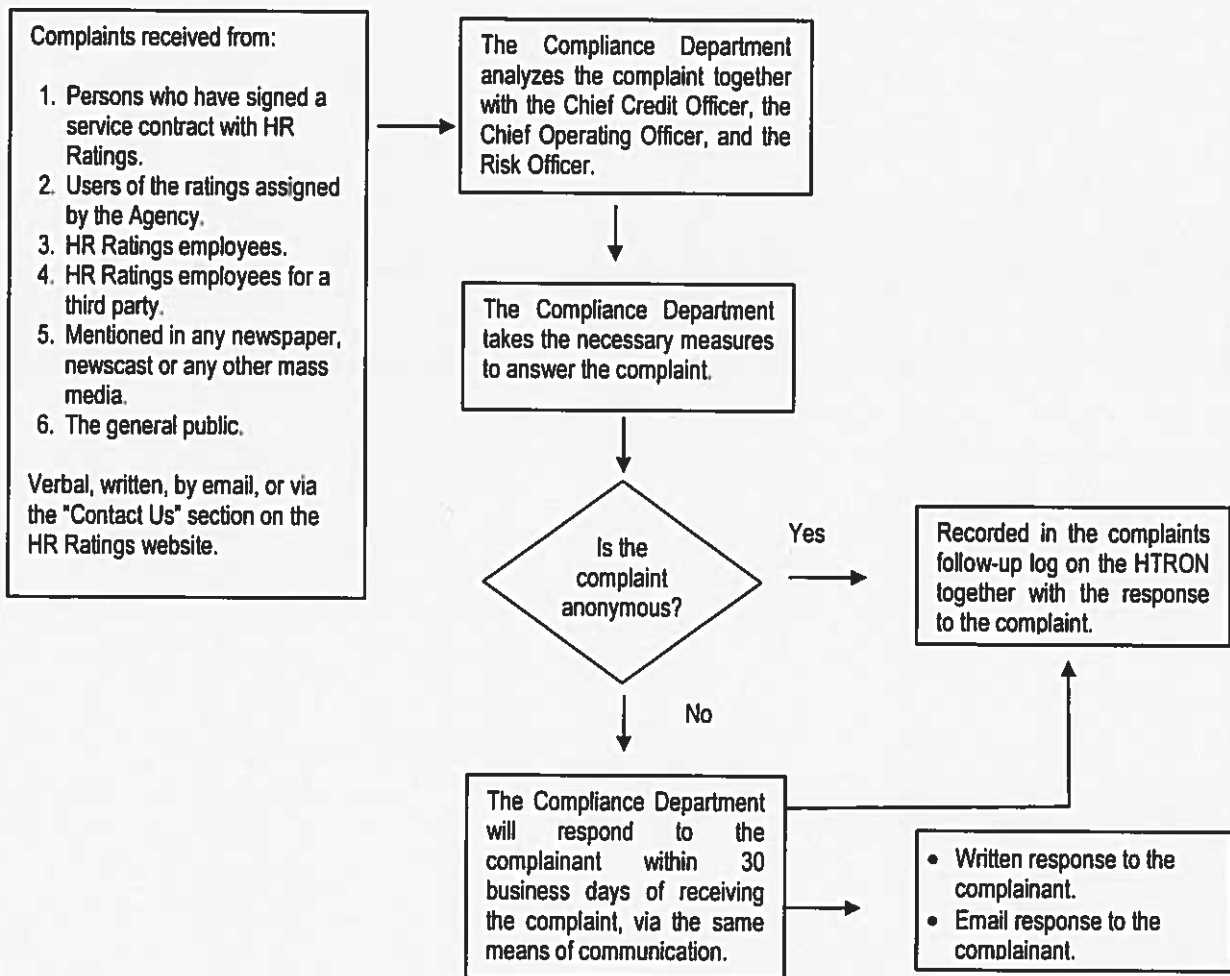 Complaints received from:
1. Persons who have signed a
service contract with HR
Ratings.
2. Users of the ratings assigned
by the Agency.
3. HR Ratings employees.
4. HR Ratings employees for a
third party.
5. Mentioned in any newspaper,
newscast or any other mass
media.
6. The general public.
Verbal, written, by email, or via
the "Contact Us" section on the
HR Ratings website.
The Compliance Department
analyzes the complaint together
with the Chief Credit Officer, the
Chief Operating Officer, and the
Risk Officer.
The Compliance Department
takes the necessary measures
to answer the complaint.
Is the
complaint
anonymous?
Yes
Recorded in the complaints
follow-up log on the HTRON
together with the response
to the complaint.
No
The Compliance Department
will respond to the
complainant within 30
business days of receiving
the complaint, via the same
means of communication.
• Written response to the
complainant.
• Email response to the
complainant.